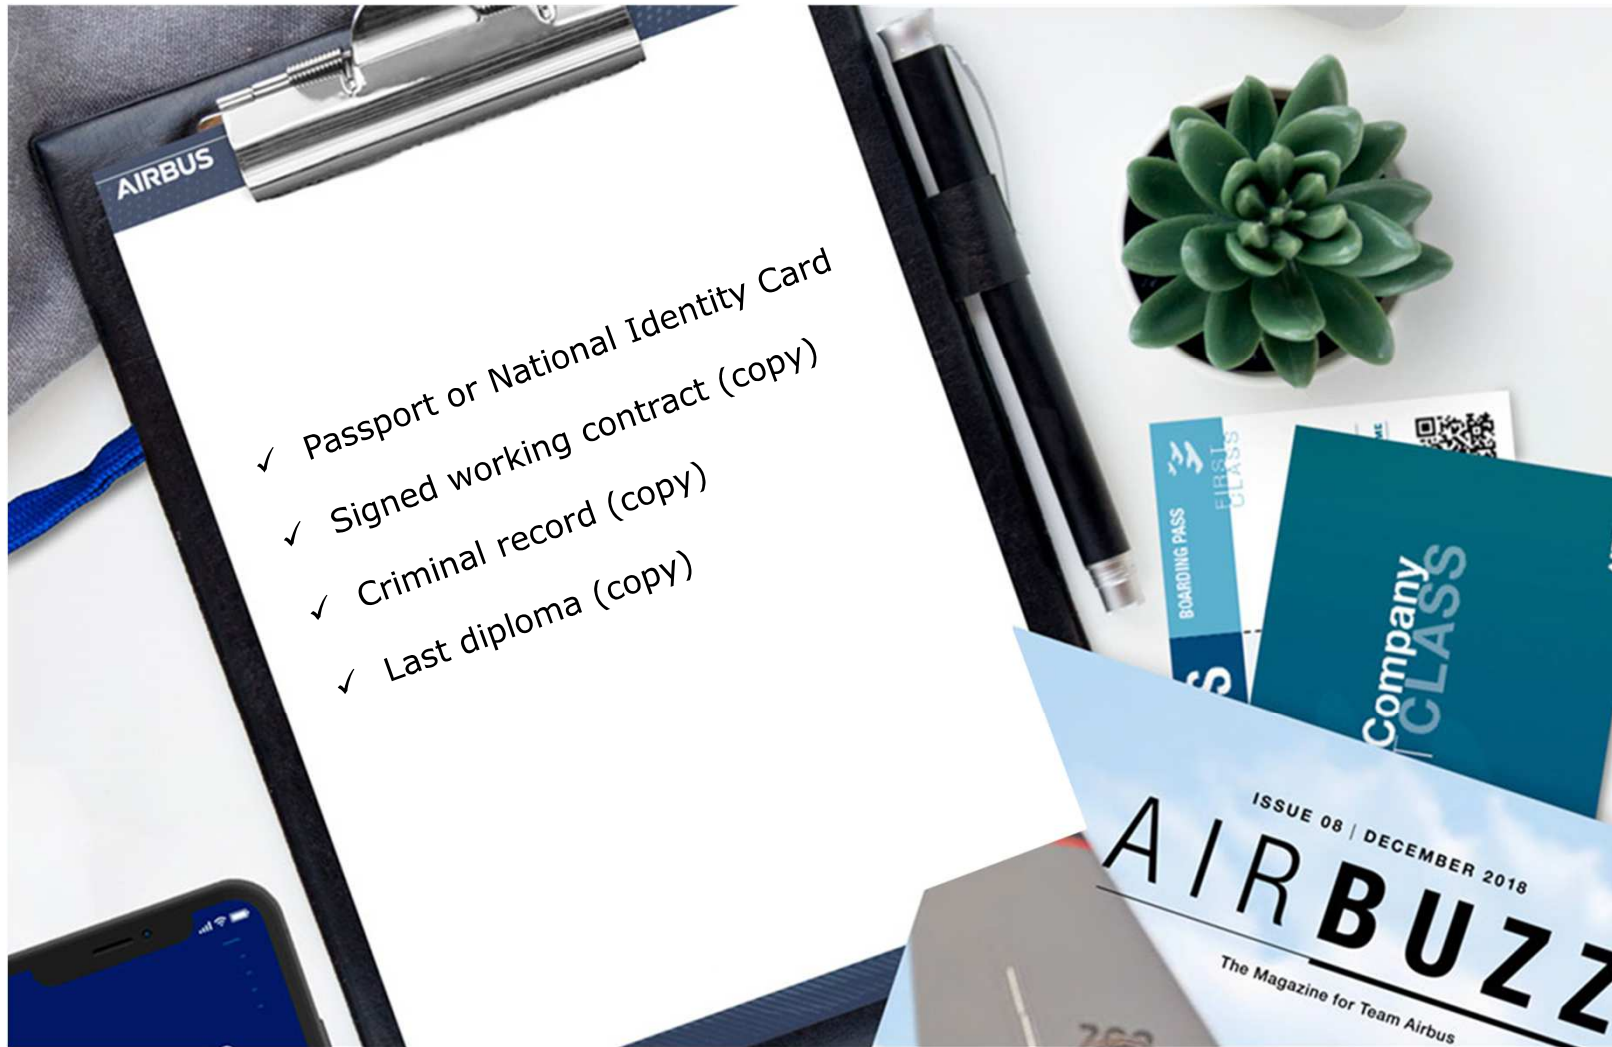 AIRBUS
✓ Passport or National Identity Card
✓ Signed working contract (copy)
✓ Criminal record (copy)
✓ Last diploma (copy)
BOARDING PASS
FIRST
CLASS
Company
CLASS
ISSUE 08 | DECEMBER 2018
AIRBUZZ
The Magazine for Team Airbus